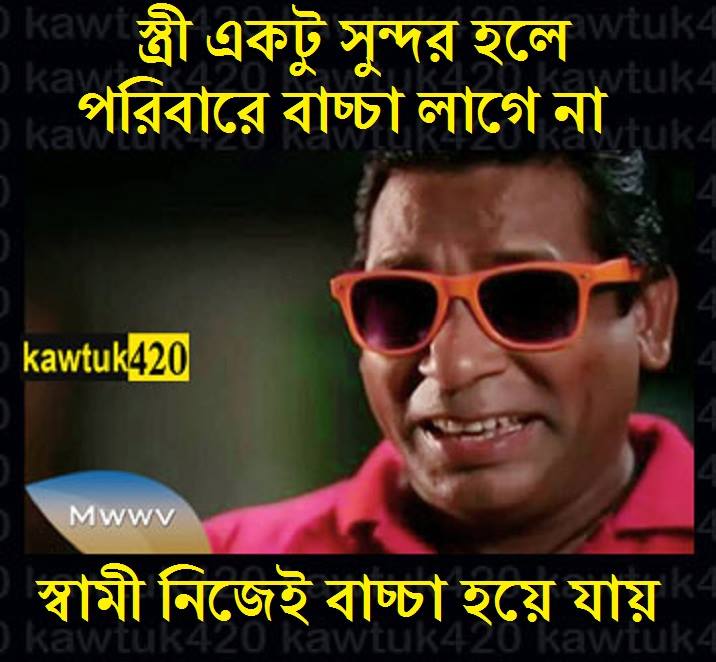 স্ত্রী একটু সুন্দর হলে
পরিবারে বাচ্চা লাগে না
kawtuk420
Mwwv
স্বামী নিজেই বাচ্চা হয়ে যায়